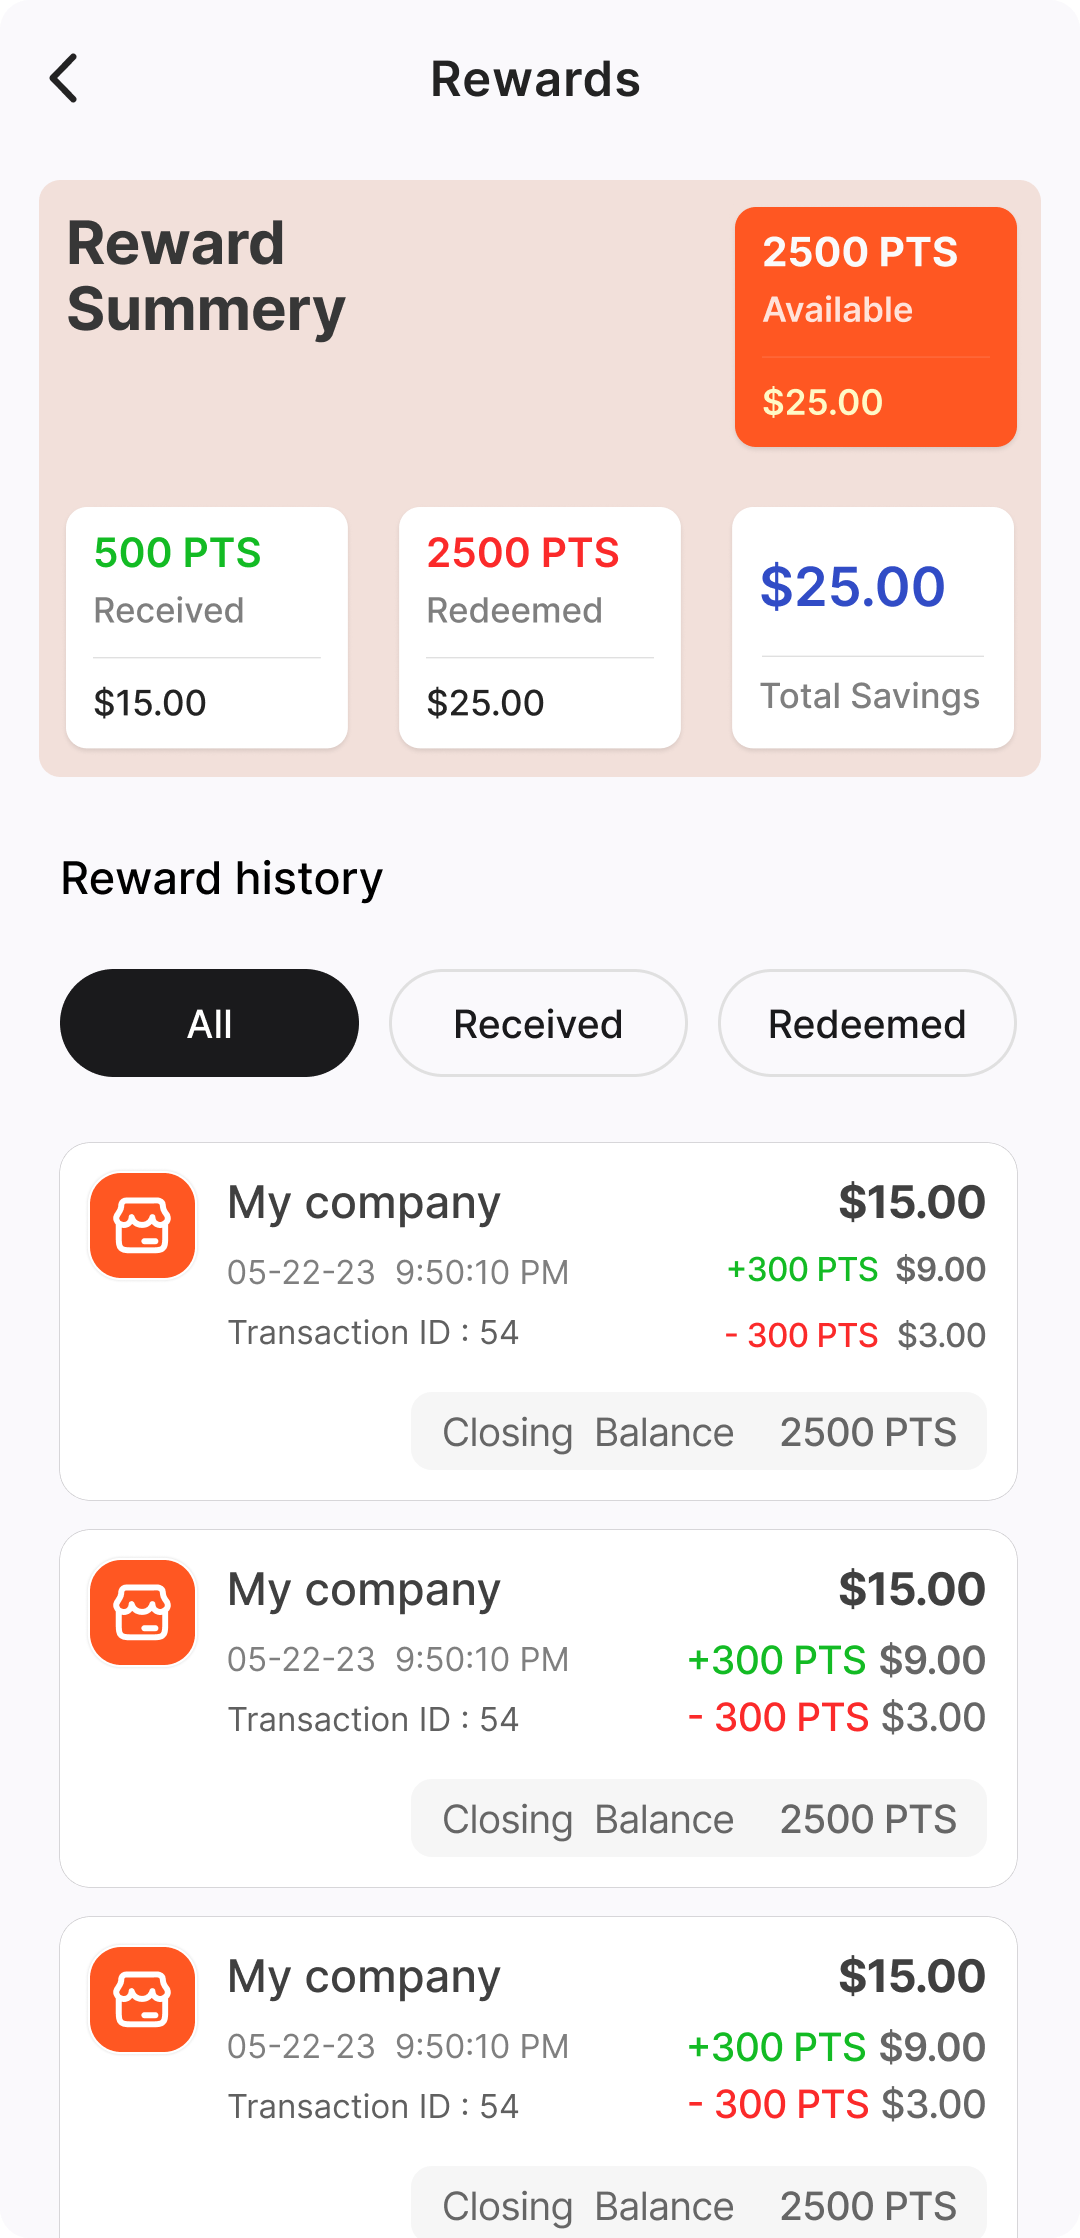 Rewards
Reward
Summery
2500 PTS
Available
$25.00
500 PTS
Received
$15.00
2500 PTS
Redeemed
$25.00
$25.00
Total Savings
Reward history
All
Received
Redeemed
My company
$15.00
05-22-23 9:50:10 PM
+300 PTS $9.00
Transaction ID : 54
- 300 PTS $3.00
Closing Balance 2500 PTS
My company
$15.00
05-22-23 9:50:10 PM
+300 PTS $9.00
Transaction ID : 54
- 300 PTS $3.00
Closing Balance 2500 PTS
My company
$15.00
05-22-23 9:50:10 PM
+300 PTS $9.00
Transaction ID : 54
- 300 PTS $3.00
Closing Balance 2500 PTS